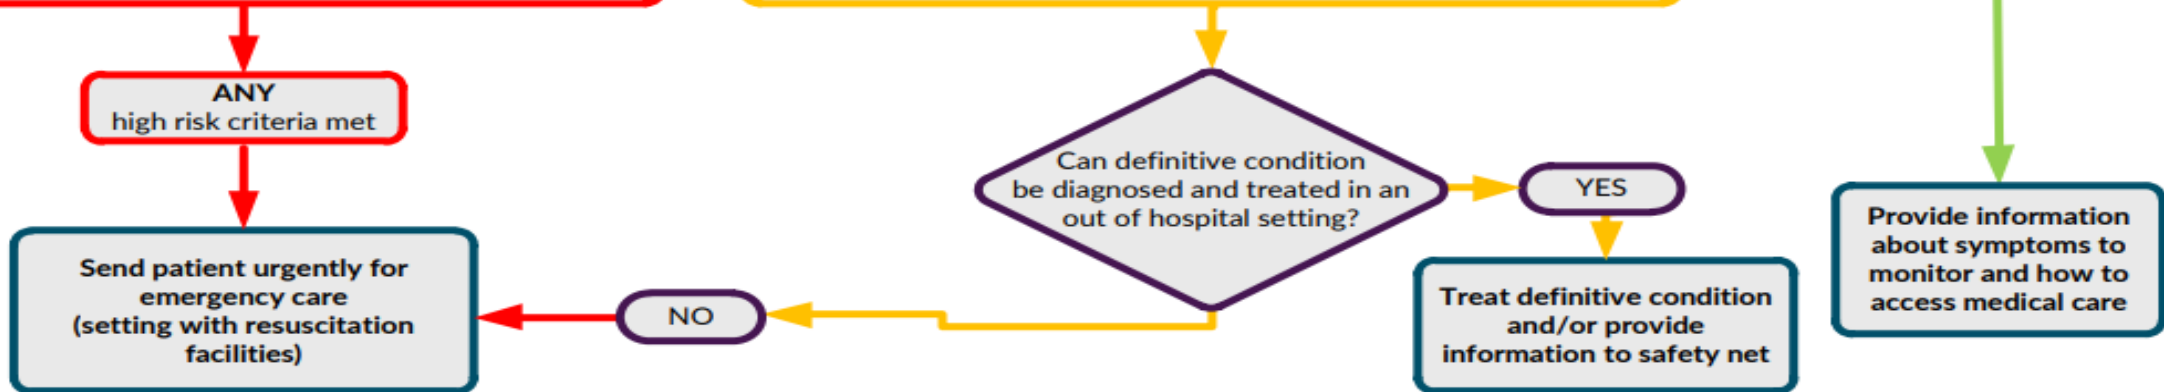 ANY
high risk criteria met
Send patient urgently for
emergency care
(setting with resuscitation
facilities)
NO
Can definitive condition
be diagnosed and treated in an
out of hospital setting?
YES
Treat definitive condition
and/or provide
information to safety net
Provide information
about symptoms to
monitor and how to
access medical care